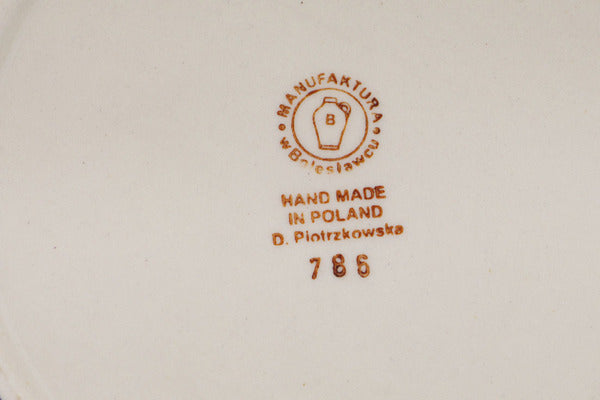 MANUFAKTURA
B
w Bolesławcu
HAND MADE
IN POLAND
D. Piotrzkowska
786